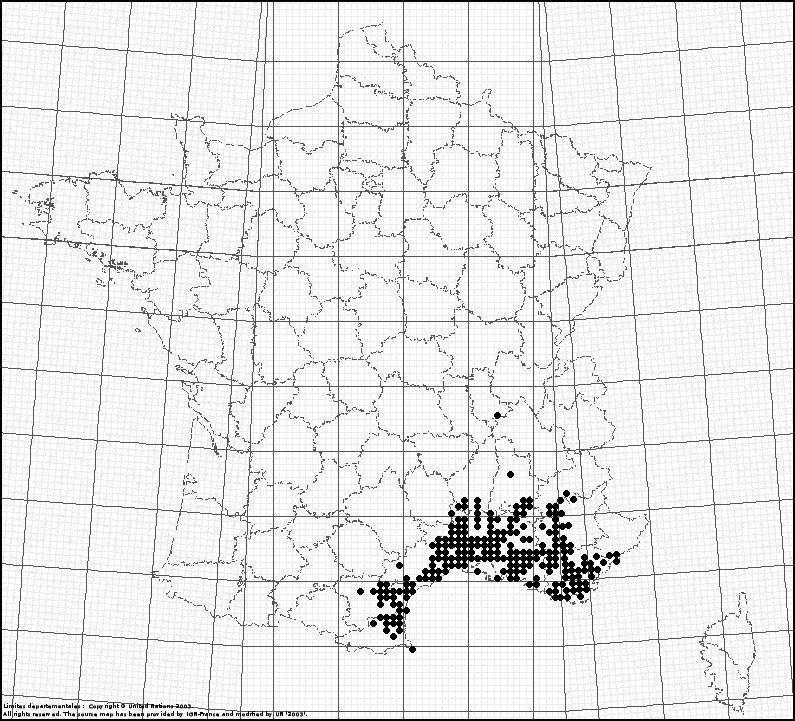 Limites departementales : Copyright © United Nations 2003
All rights reserved. The source map has been provided by IGN-France and modified by UR "2003".